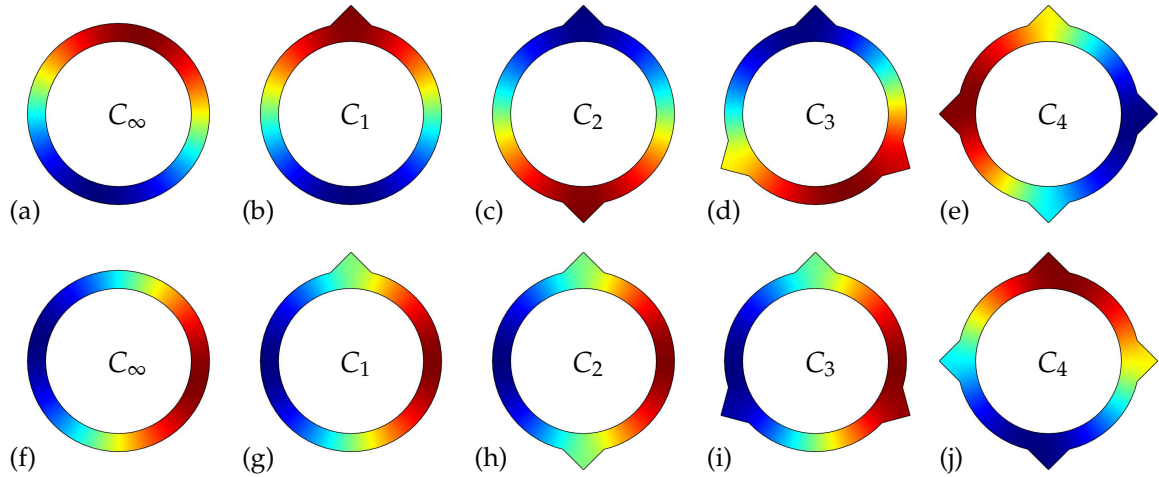 C∞ C1 C2 C3 C4
(a) (b) (c) (d) (e)
C∞ C1 C2 C3 C4
(f) (g) (h) (i) (j)